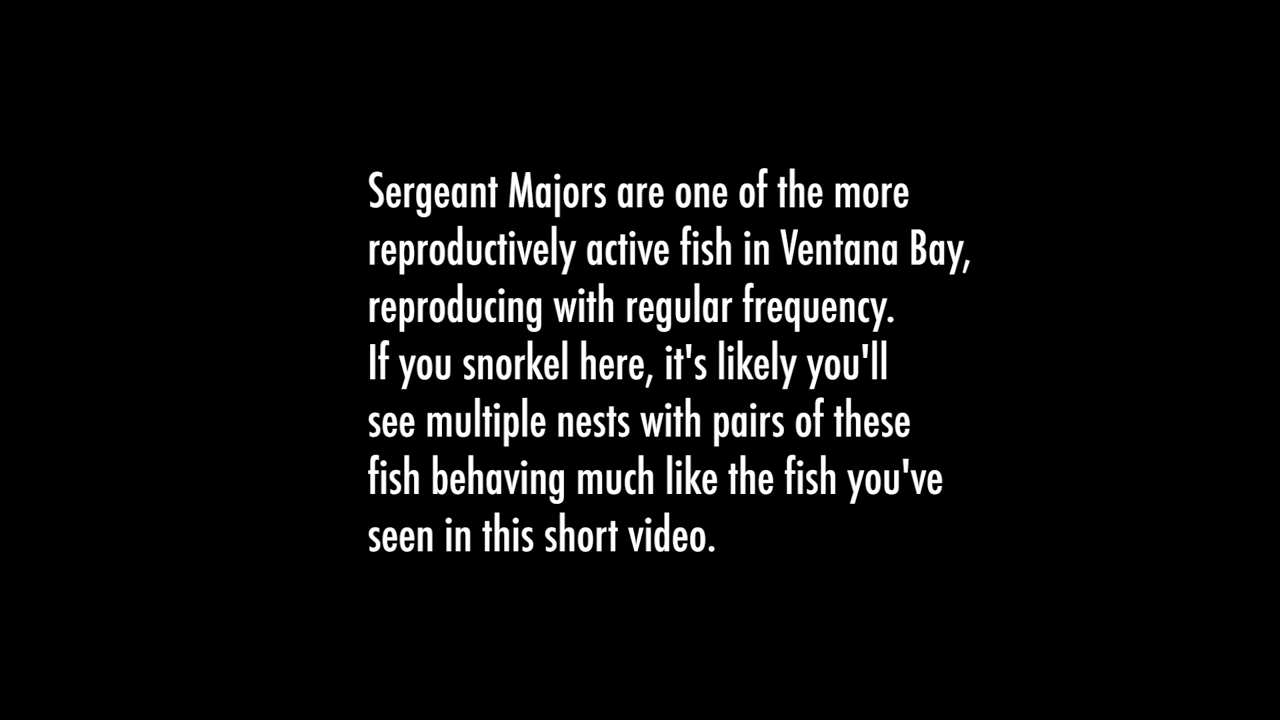 Sergeant Majors are one of the more
reproductively active fish in Ventana Bay,
reproducing with regular frequency.
If you snorkel here, it's likely you'll
see multiple nests with pairs of these
fish behaving much like the fish you've
seen in this short video.